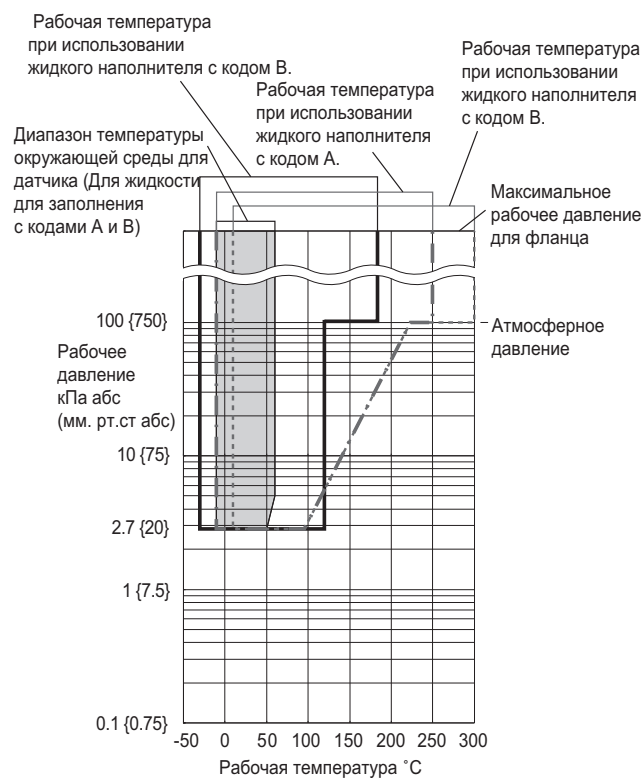 Рабочая температура
при использовании
жидкого наполнителя с кодом В.
Рабочая температура
при использовании
жидкого наполнителя
с кодом В.
Рабочая температура
при использовании
жидкого наполнителя
с кодом А.
Диапазон температуры
окружающей среды для
датчика (Для жидкости
для заполнения
с кодами А и В)
Максимальное
рабочее давление
для фланца
100 {750}
Атмосферное
давление
Рабочее
давление
кПа абс
(мм. рт.ст абс)
10 {75}
2.7 {20}
1 {7.5}
0.1 {0.75}
-50 0 50 100 150 200 250 300
Рабочая температура ˚C